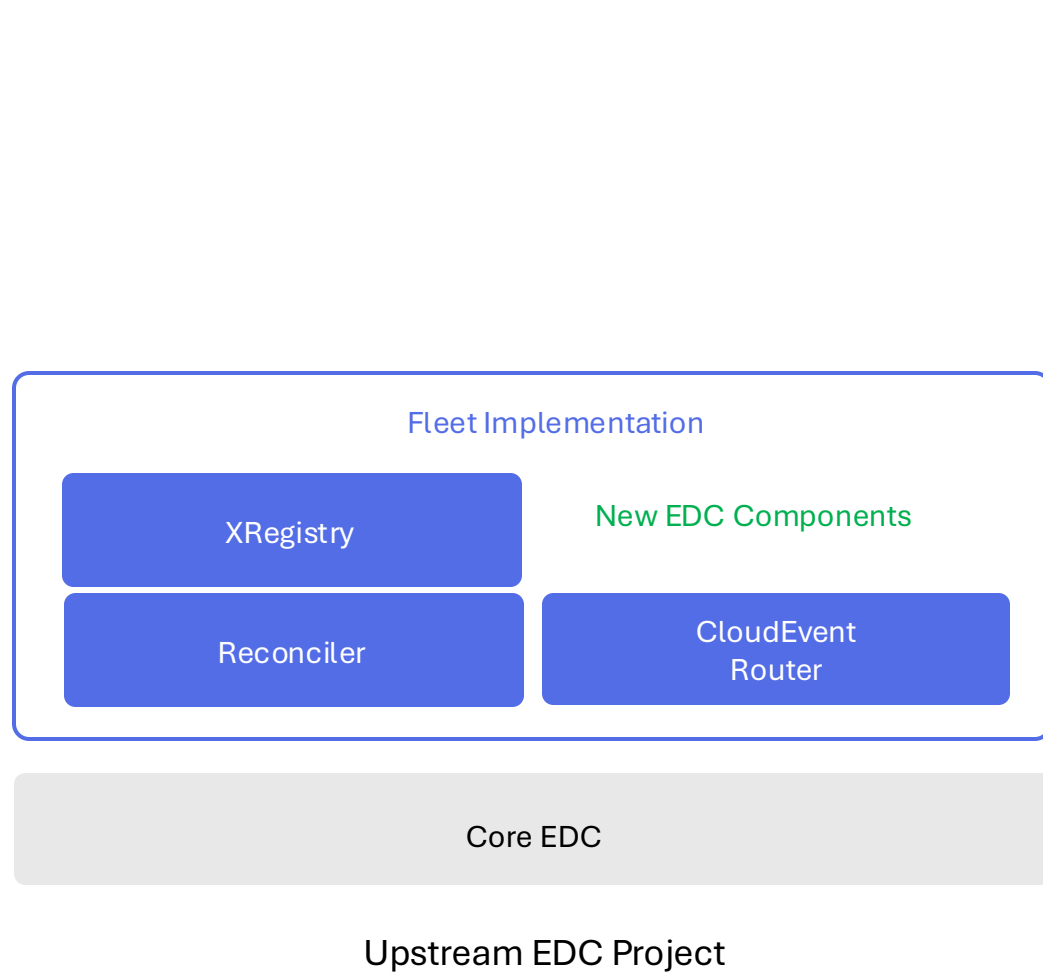 Fleet Implementation
XRegistry
New EDC Components
Reconciler
CloudEvent
Router
Core EDC
Upstream EDC Project